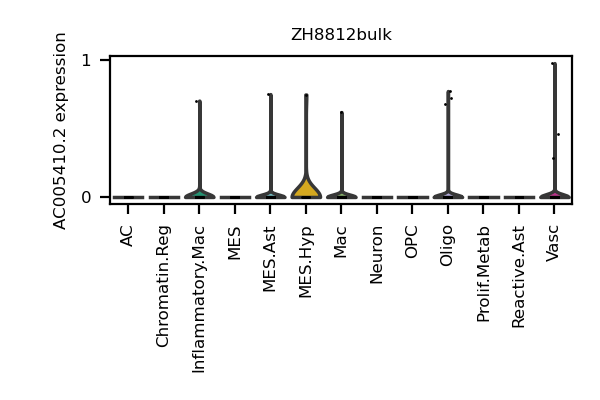 ZH8812bulk
AC005410.2 expression
1
0
AC
Chromatin.Reg
Inflammatory.Mac
MES
MES.Ast
MES.Hyp
Mac
Neuron
OPC
Oligo
Prolif.Metab
Reactive.Ast
Vasc